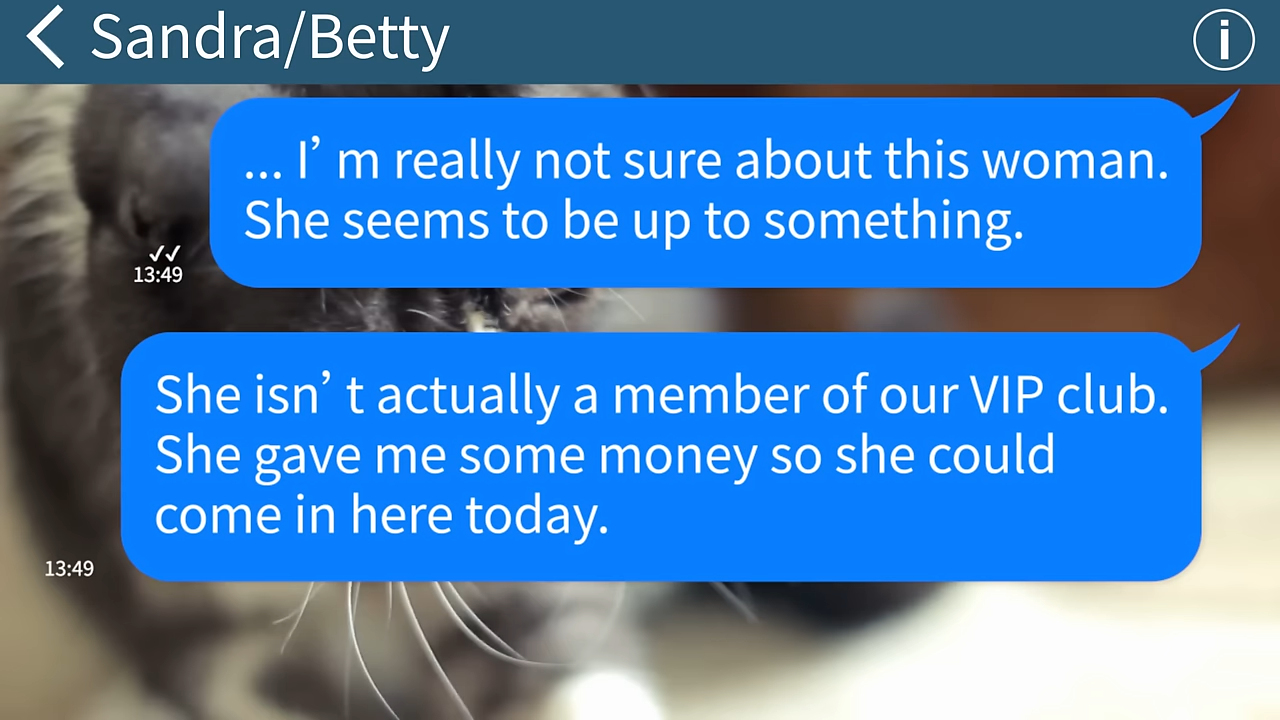 Sandra/Betty
... I’ m really not sure about this woman.
She seems to be up to something.
✓✓
13:49
She isn’ t actually a member of our VIP club.
She gave me some money so she could
come in here today.
13:49